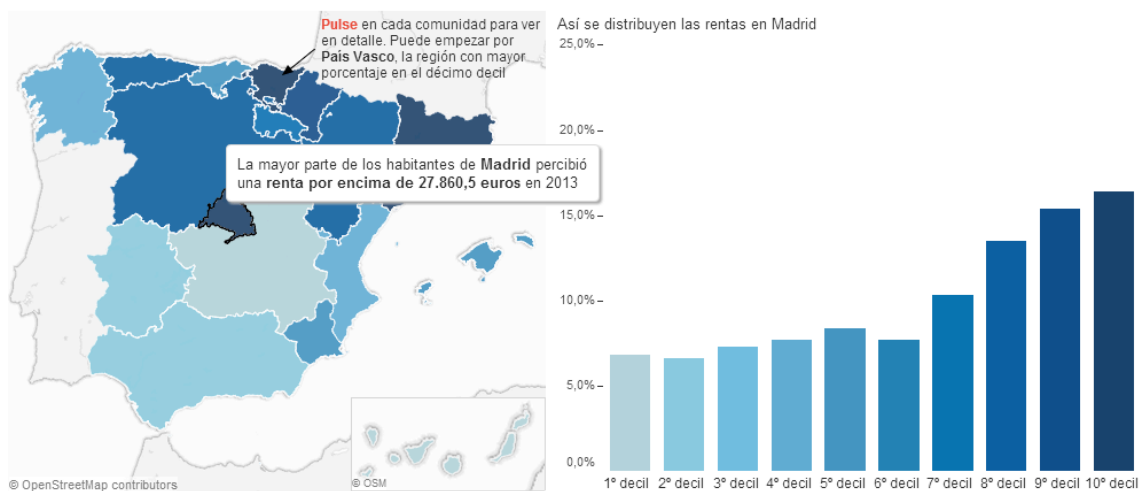 Pulse en cada comunidad para ver
en detalle. Puede empezar por
País Vasco, la región con mayor
porcentaje en el décimo decil
La mayor parte de los habitantes de Madrid percibió
una renta por encima de 27.860,5 euros en 2013
© OpenStreetMap contributors
© OSM
Así se distribuyen las rentas en Madrid
25,0%
20,0%
15,0%
10,0%
5,0%
0,0%
1º decil 2º decil 3º decil 4º decil 5º decil 6º decil 7º decil 8º decil 9º decil 10º decil